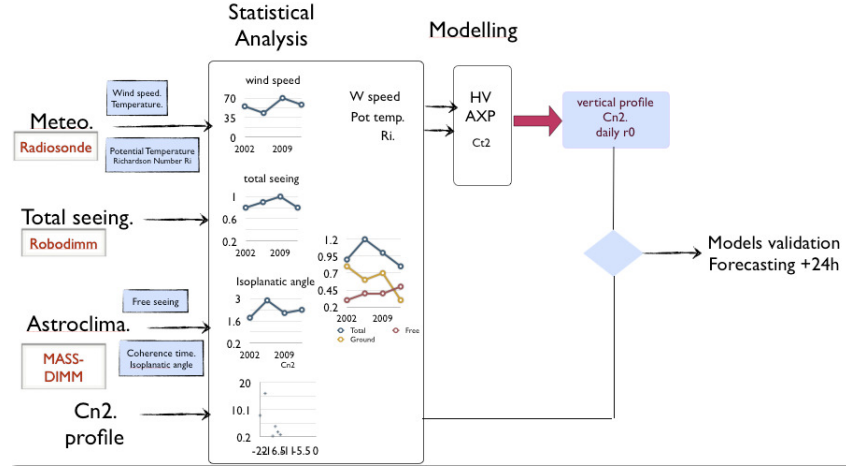 Statistical
Analysis
Modelling
Wind speed.
Temperature.
Meteo.
Radiosonde
Potential Temperature
Richardson Number Ri
wind speed
70
35
0
2002 2009
W speed
Pot temp.
Ri.
HV
AXP
Ct2
vertical profile
Cn2.
daily r0
Total seeing.
Robodimm
total seeing
1
0.6
0.2
2002 2009
1.2
0.95
0.7
0.45
0.2
2002 2009
Total Free
Ground
Models validation
Forecasting +24h
Free seeing
Astroclima.
MASS-
DIMM
Coherence time.
Isoplanatic angle
Isoplanatic angle
3
1.6
0.2
2002 2009
Cn2
Cn2.
profile
20
10.1
0.2
-5.5 0